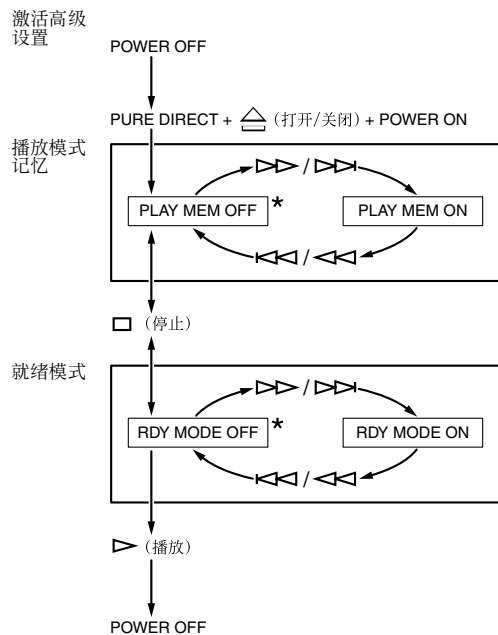 激活高级
设置
POWER OFF
PURE DIRECT + (打开/关闭) + POWER ON
播放模式
记忆
/
PLAY MEM OFF *
PLAY MEM ON
/
(停止)
就绪模式
/
RDY MODE OFF *
RDY MODE ON
/
(播放)
POWER OFF